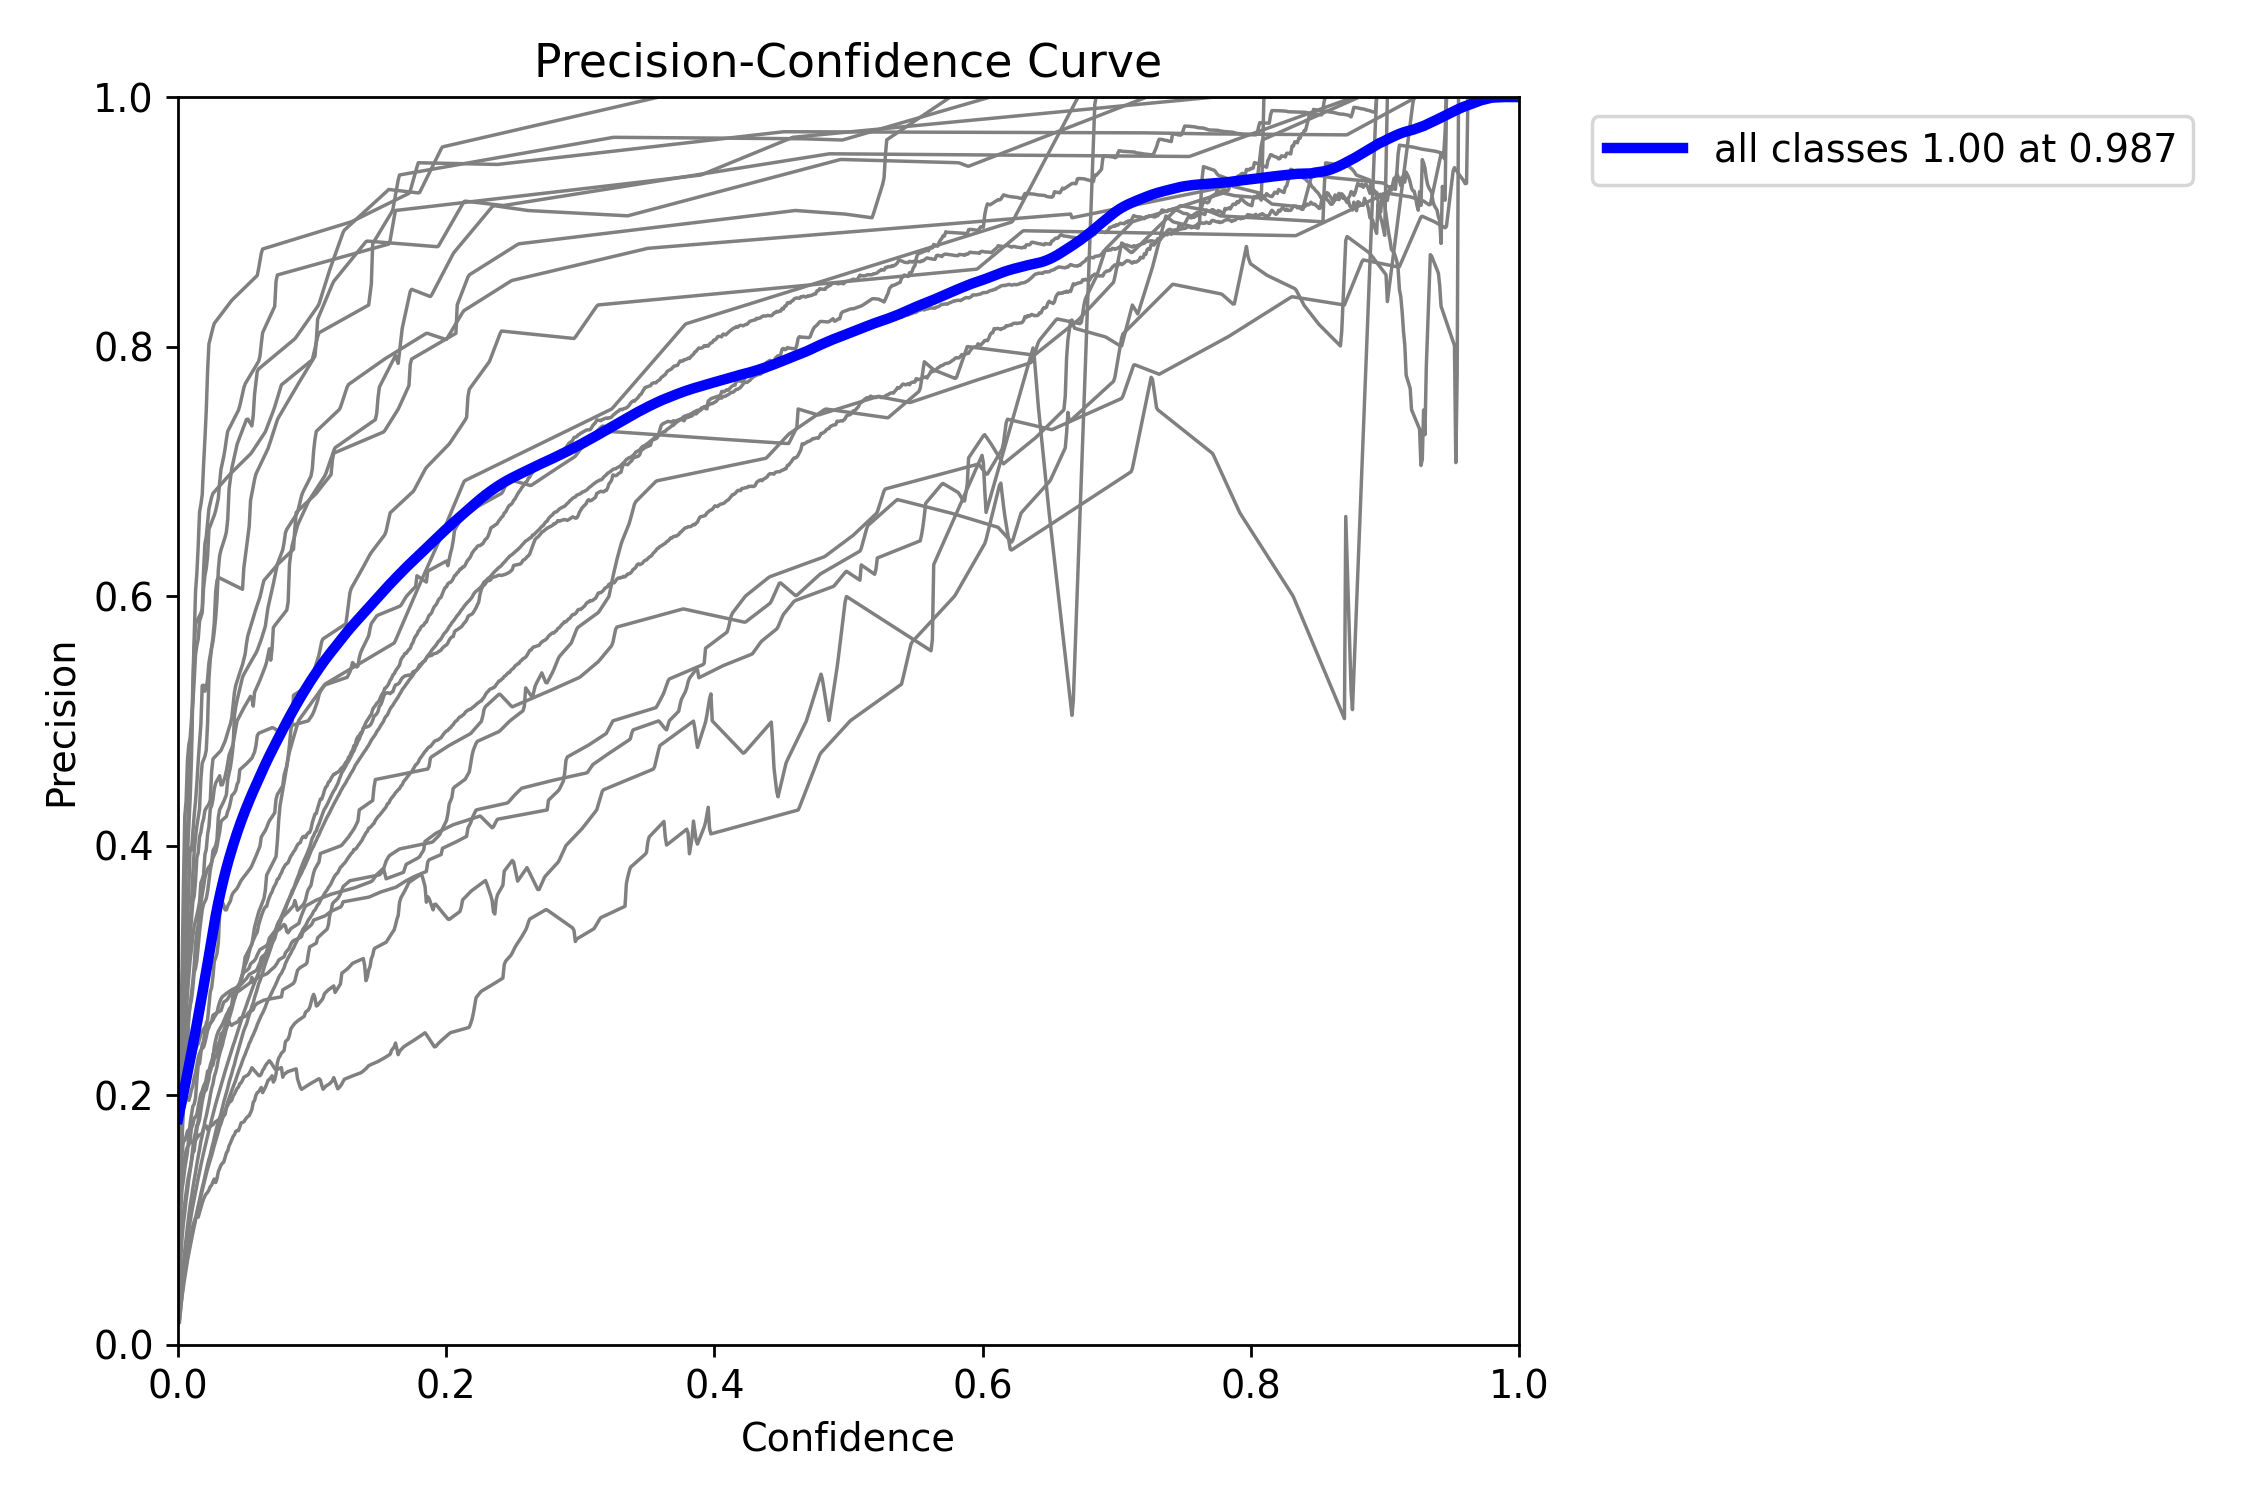 Precision-Confidence Curve
all classes 1.00 at 0.987
Precision
1.0
0.8
0.6
0.4
0.2
0.0
0.0 0.2 0.4 0.6 0.8 1.0
Confidence